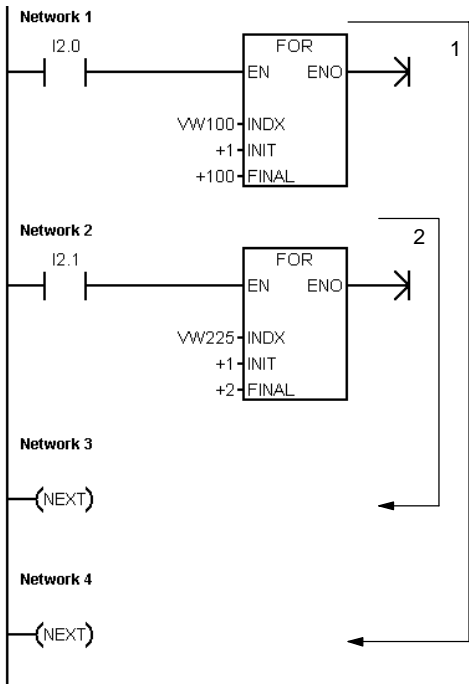 Network 1
I2.0
FOR
1
EN ENO
VW100 INDX
+1 INIT
+100 FINAL
Network 2
2
I2.1
FOR
EN ENO
VW225 INDX
+1 INIT
+2 FINAL
Network 3
(NEXT)
Network 4
(NEXT)